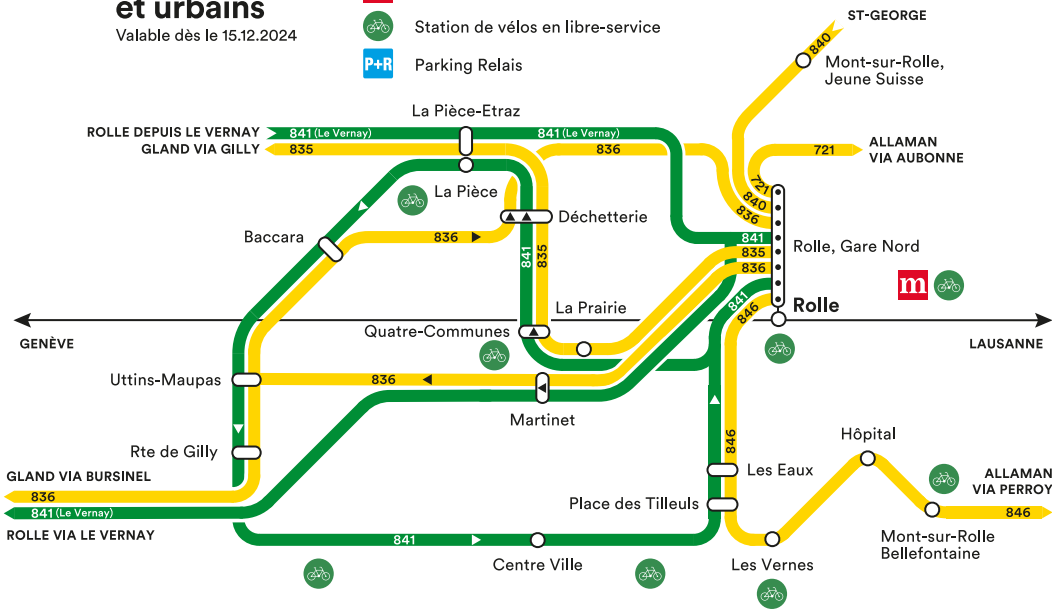 et urbains
Valable dès le 15.12.2024
Station de vélos en libre-service
P+R
Parking Relais
ST-GEORGE
840
Mont-sur-Rolle,
Jeune Suisse
La Pièce-Etraz
ROLLE DEPUIS LE VERNAY
841 (Le Vernay)
841 (Le Vernay)
GLAND VIA GILLY
835
836
721
ALLAMAN
VIA AUBONNE
La Pièce
721
840
836
Déchetterie
Baccara
836
841
835
841
835
836
Rolle, Gare Nord
m
841
846
Rolle
La Prairie
Quatre-Communes
GENÈVE
LAUSANNE
Uttins-Maupas
836
Martinet
Rte de Gilly
846
Hôpital
Les Eaux
GLAND VIA BURSINEL
836
841 (Le Vernay)
ROLLE VIA LE VERNAY
Place des Tilleuls
ALLAMAN
VIA PERROY
846
Mont-sur-Rolle
Bellefontaine
841
Centre Ville
Les Vernes